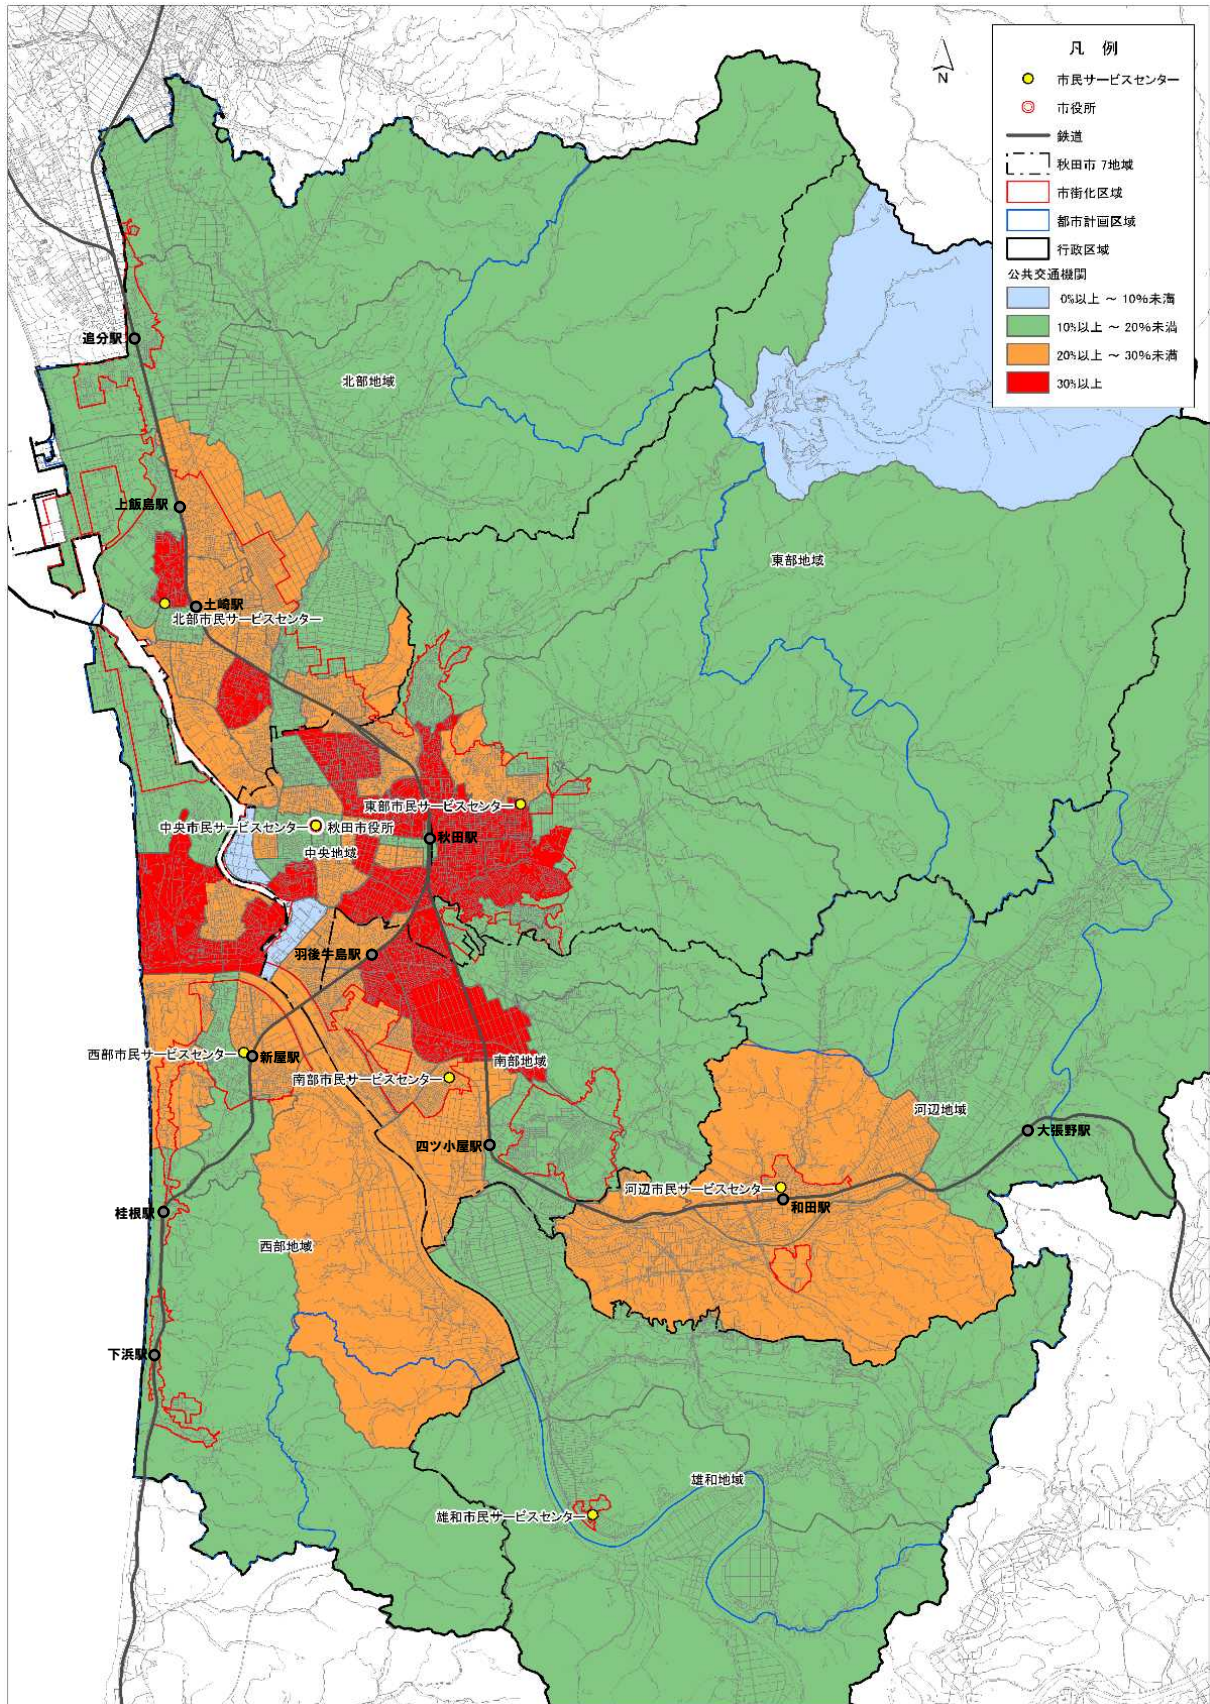 凡 例
市民サービスセンター
市役所
鉄道
秋田市 7地域
市街化区域
都市計画区域
行政区域
公共交通機関
0%以上 ～ 10%未満
10%以上 ～ 20%未満
20%以上 ～ 30%未満
30%以上
N
追分駅
北部地域
上飯島駅
東部地域
土崎駅
北部市民サービスセンター
東部市民サービスセンター
中央市民サービスセンター
秋田市役所
秋田駅
中央地域
羽後牛島駅
西部市民サービスセンター
新屋駅
南部地域
南部市民サービスセンター
河辺地域
大張野駅
四ツ小屋駅
河辺市民サービスセンター
和田駅
桂根駅
西部地域
下浜駅
雄和地域
雄和市民サービスセンター